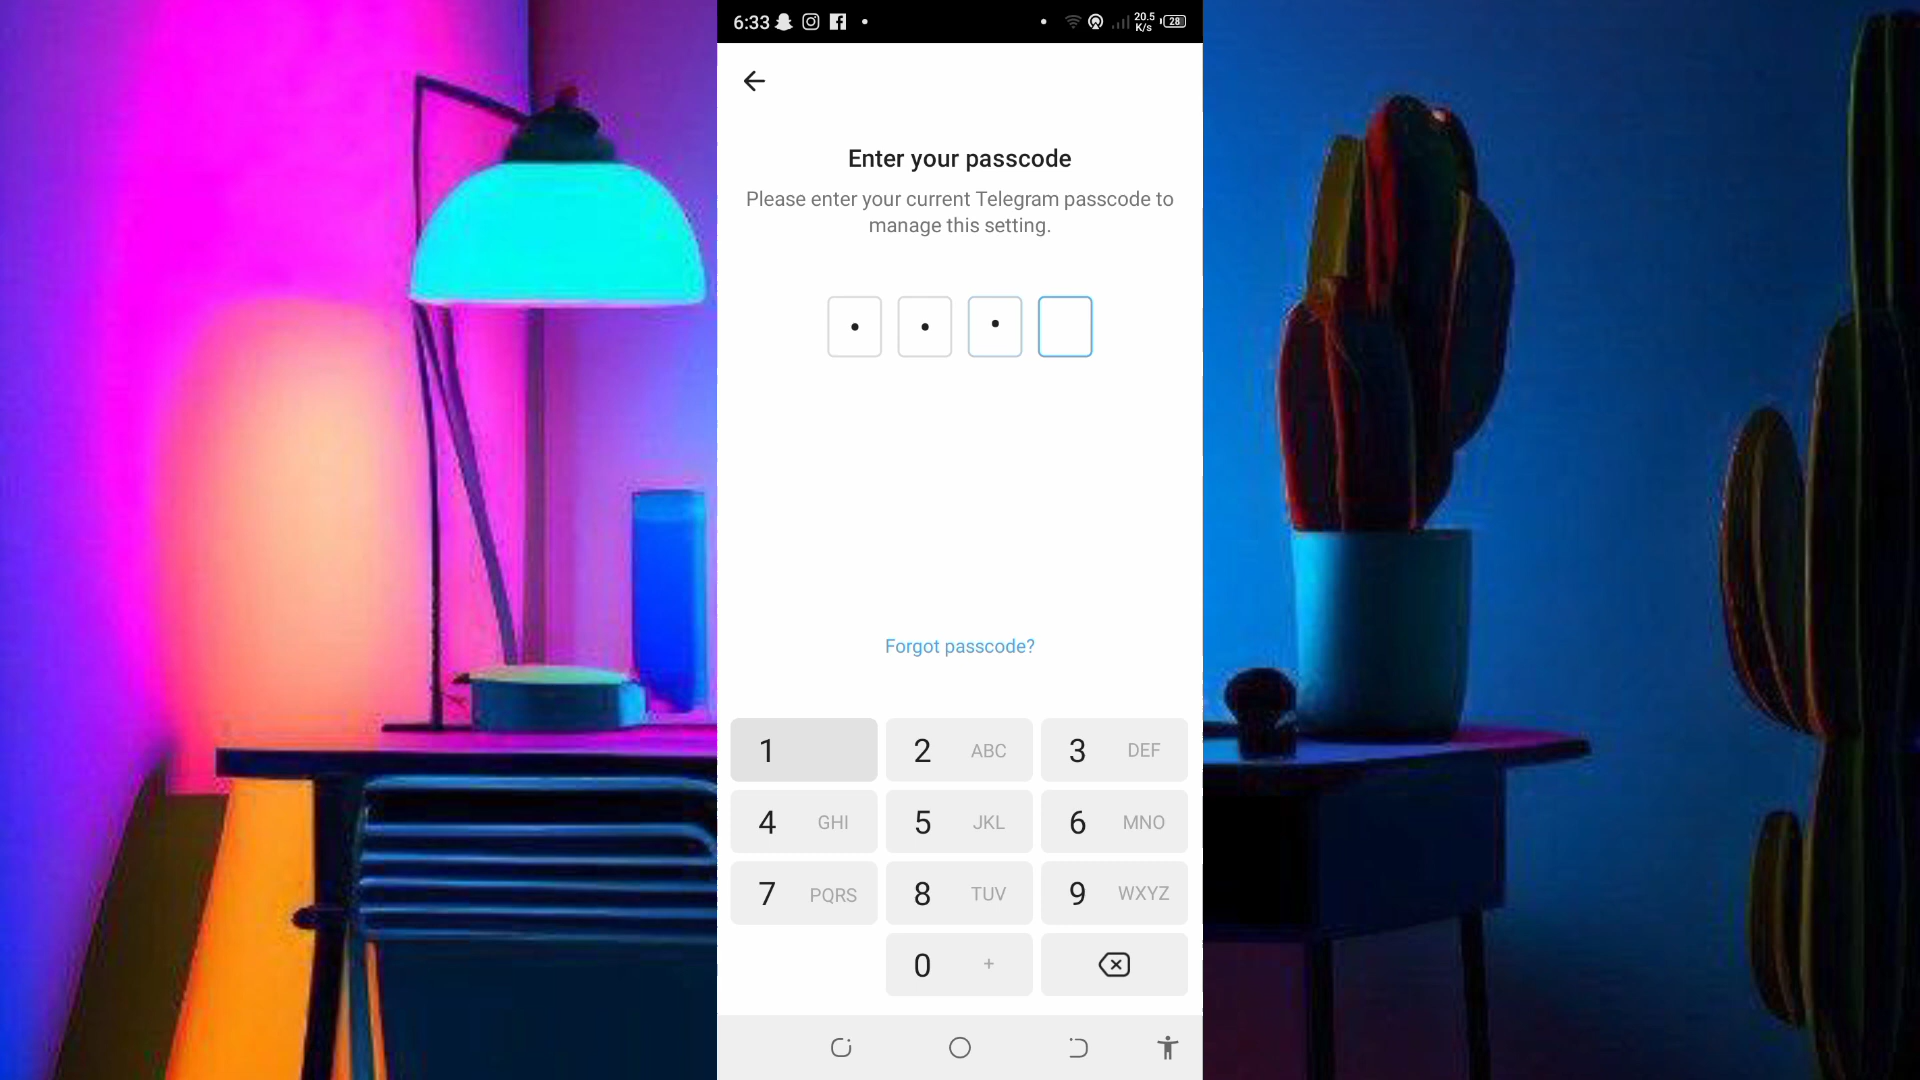 6:33 20.5 K/s 28
Enter your passcode
Please enter your current Telegram passcode to
manage this setting.
Forgot passcode?
1 2 ABC 3 DEF
4 GHI 5 JKL 6 MNO
7 PQRS 8 TUV 9 WXYZ
0 +